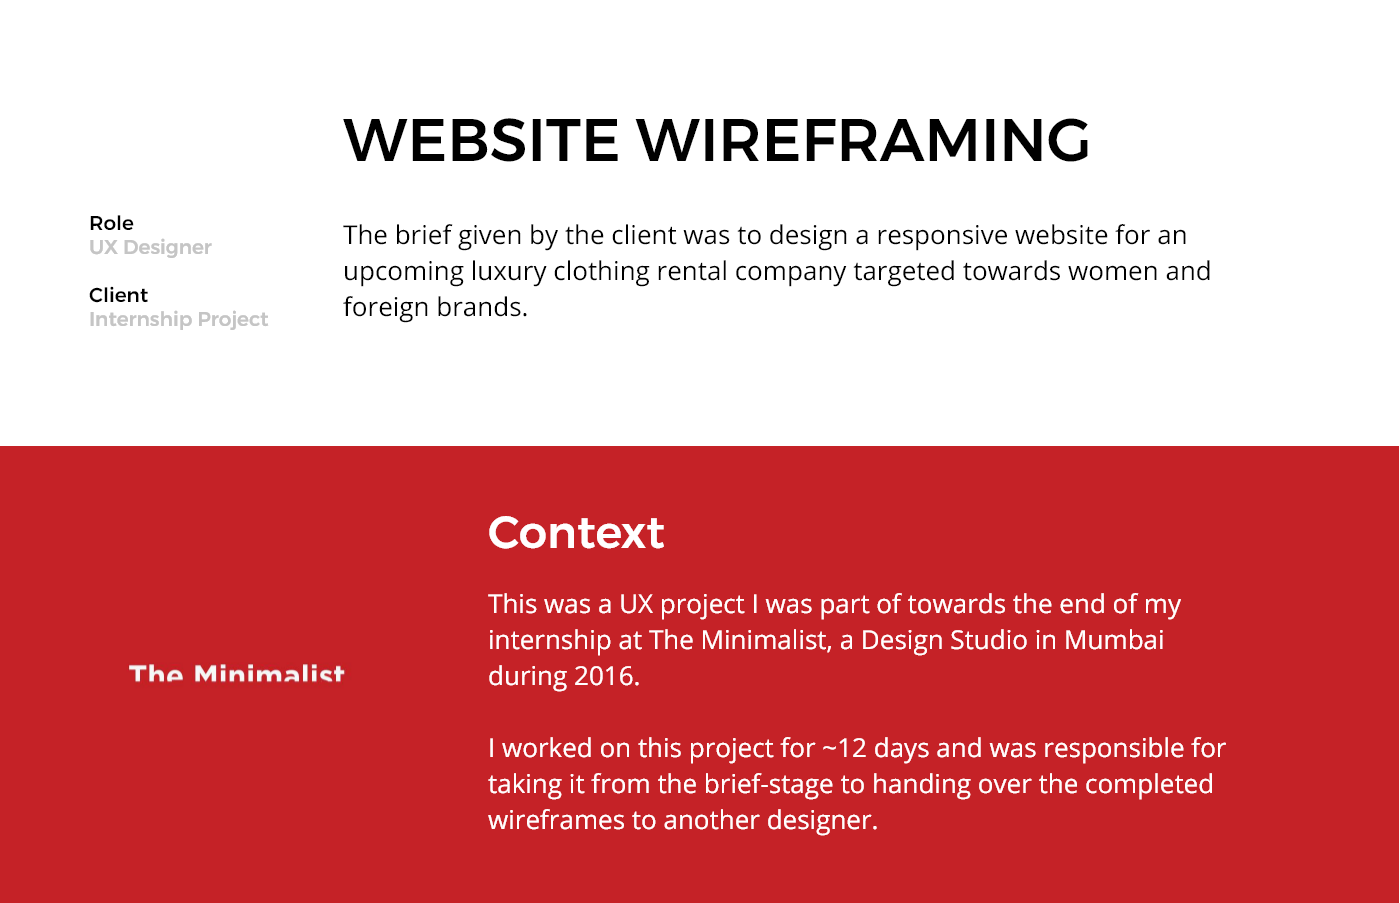 WEBSITE WIREFRAMING
Role
UX Designer
Client
Internship Project
The brief given by the client was to design a responsive website for an
upcoming luxury clothing rental company targeted towards women and
foreign brands.
Context
The Minimalist
This was a UX project I was part of towards the end of my
internship at The Minimalist, a Design Studio in Mumbai
during 2016.
I worked on this project for ~12 days and was responsible for
taking it from the brief-stage to handing over the completed
wireframes to another designer.